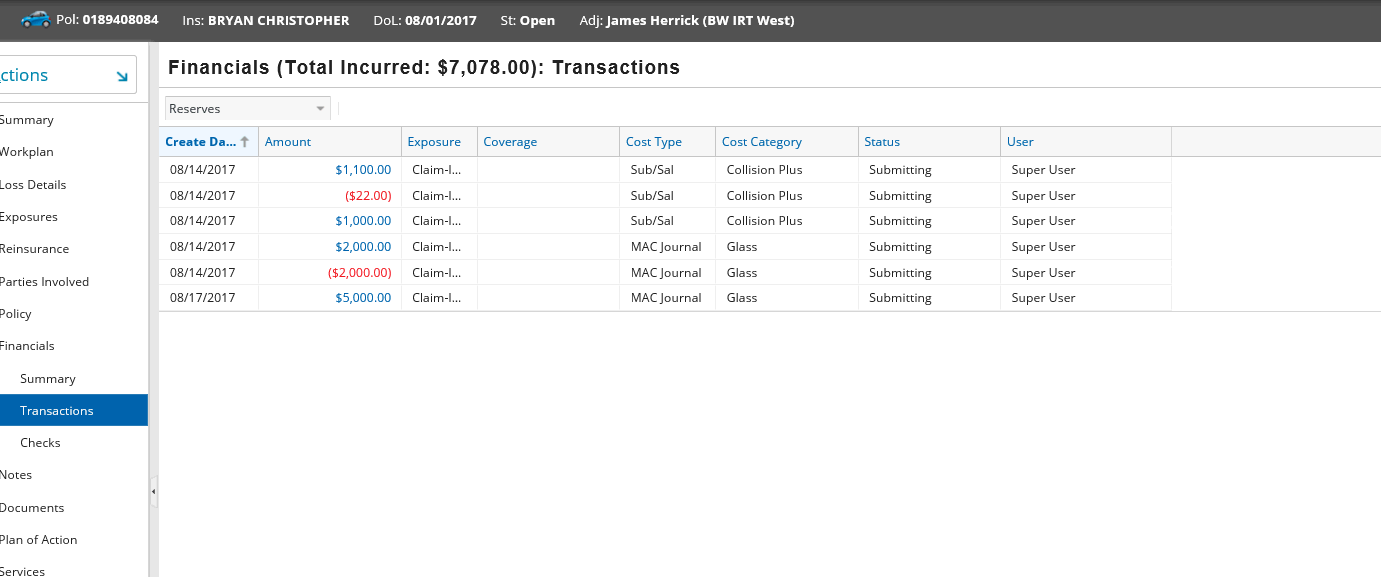 Pol: 0189408084 Ins: BRYAN CHRISTOPHER DoL: 08/01/2017 St: Open Adj: James Herrick (BW IRT West)
ctions
Summary
Workplan
Loss Details
Exposures
Reinsurance
Parties Involved
Policy
Financials
Summary
Transactions
Checks
Notes
Documents
Plan of Action
Services
Financials (Total Incurred: $7,078.00): Transactions
Reserves
Create Da... Amount Exposure Coverage Cost Type Cost Category Status User
08/14/2017 $1,100.00 Claim-I... Sub/Sal Collision Plus Submitting Super User
08/14/2017 ($22.00) Claim-I... Sub/Sal Collision Plus Submitting Super User
08/14/2017 $1,000.00 Claim-I... Sub/Sal Collision Plus Submitting Super User
08/14/2017 $2,000.00 Claim-I... MAC Journal Glass Submitting Super User
08/14/2017 ($2,000.00) Claim-I... MAC Journal Glass Submitting Super User
08/17/2017 $5,000.00 Claim-I... MAC Journal Glass Submitting Super User